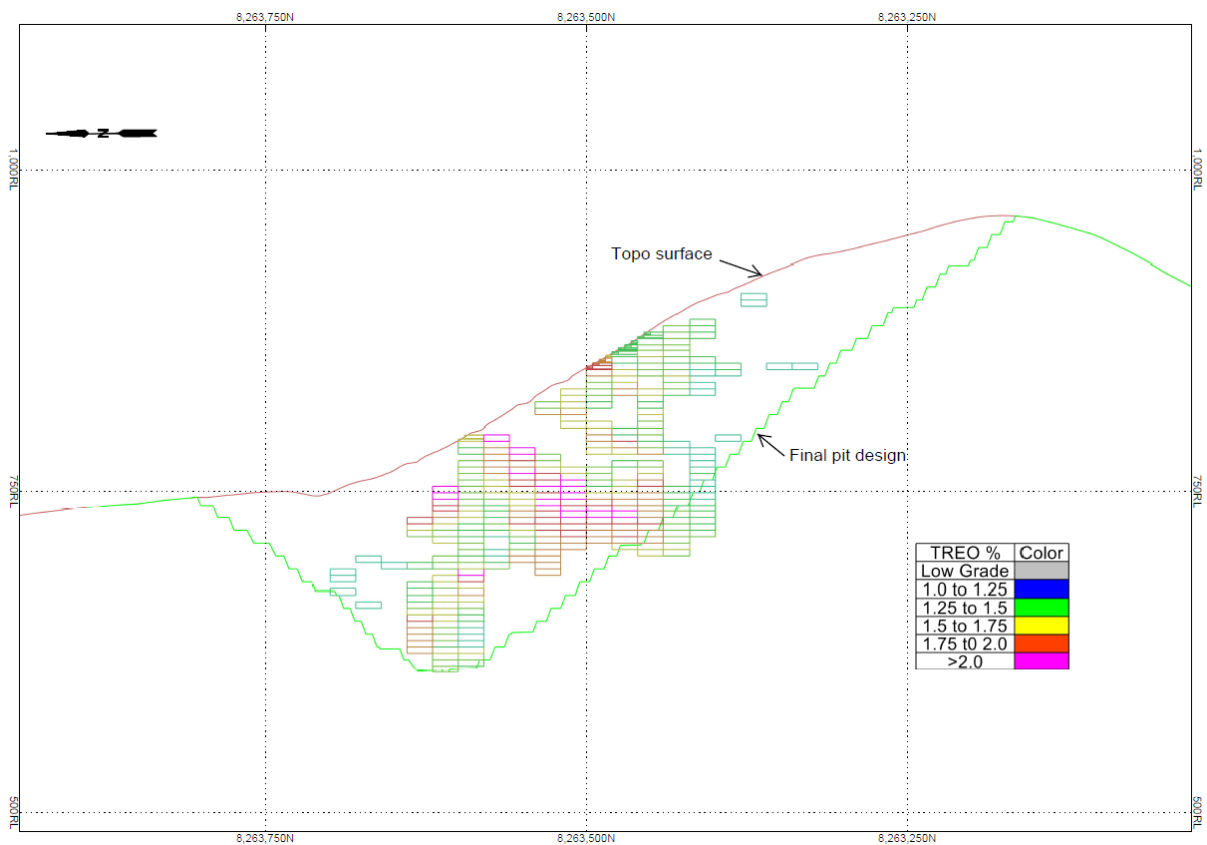 8,263,750N 8,263,500N 8,263,250N
N
1,000RL 1,000RL
Topo surface
Final pit design
750RL 750RL
TREO % Color
Low Grade
1.0 to 1.25
1.25 to 1.5
1.5 to 1.75
1.75 t0 2.0
>2.0
500RL 500RL
8,263,750N 8,263,500N 8,263,250N